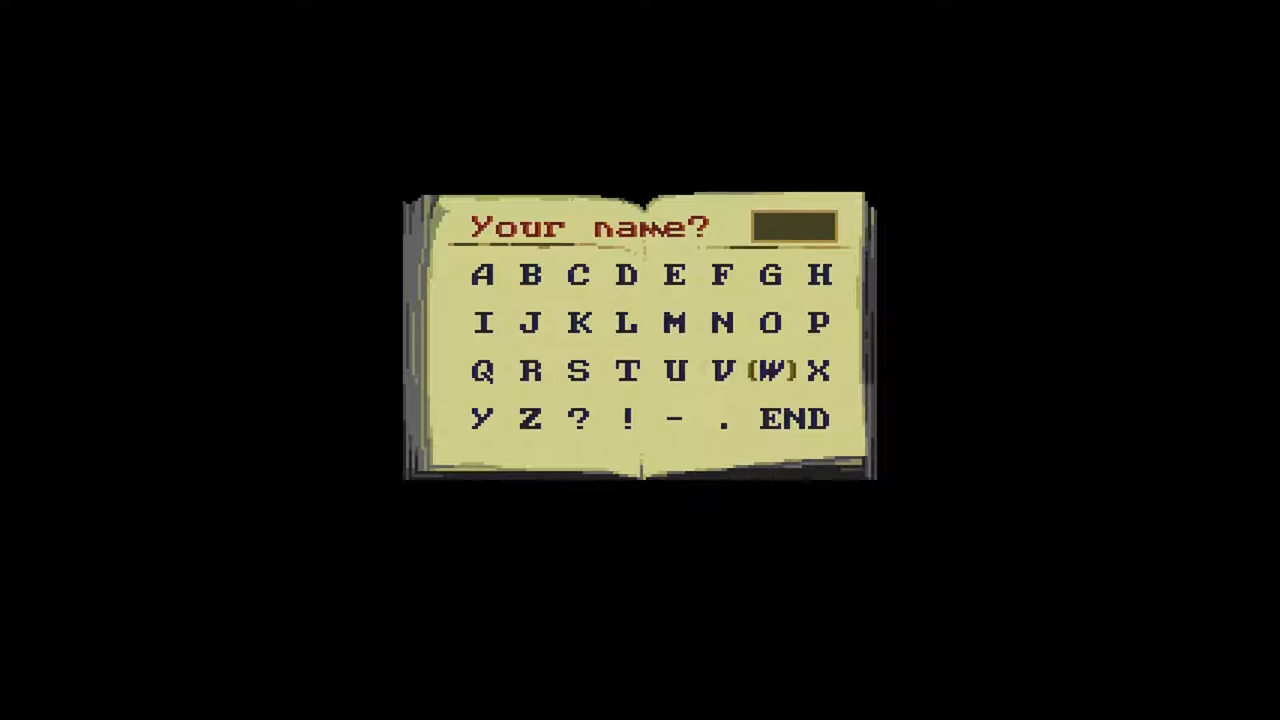 Your name?
A B C D E F G H
I J K L M N O P
Q R S T U V (W) X
Y Z ? ! - . END